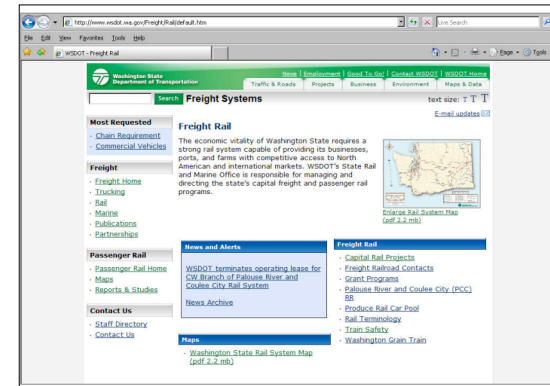 http://www.wsdot.wa.gov/Freight/Rail/default.htm
Live Search
File Edit View Favorites Tools Help
WSDOT - Freight Rail
Page Tools
Washington State
Department of Transportation
News | Employment | Good To Go! | Contact WSDOT | WSDOT Home
Traffic & Roads Projects Business Environment Maps & Data
Search Freight Systems text size: T T T
E-mail updates
Most Requested
Chain Requirement
Commercial Vehicles
Freight
Freight Home
Trucking
Rail
Marine
Publications
Partnerships
Passenger Rail
Passenger Rail Home
Maps
Reports & Studies
Contact Us
Staff Directory
Contact Us
Freight Rail
The economic vitality of Washington State requires a
strong rail system capable of providing its businesses,
ports, and farms with competitive access to North
American and international markets. WSDOT's State Rail
and Marine Office is responsible for managing and
directing the state's capital freight and passenger rail
programs.
Enlarge Rail System Map
(pdf 2.2 mb)
News and Alerts
WSDOT terminates operating lease for
CW Branch of Palouse River and
Coulee City Rail System
News Archive
Maps
Washington State Rail System Map
(pdf 2.2 mb)
Freight Rail
Capital Rail Projects
Freight Railroad Contacts
Grant Programs
Palouse River and Coulee City (PCC)
RR
Produce Rail Car Pool
Rail Terminology
Train Safety
Washington Grain Train